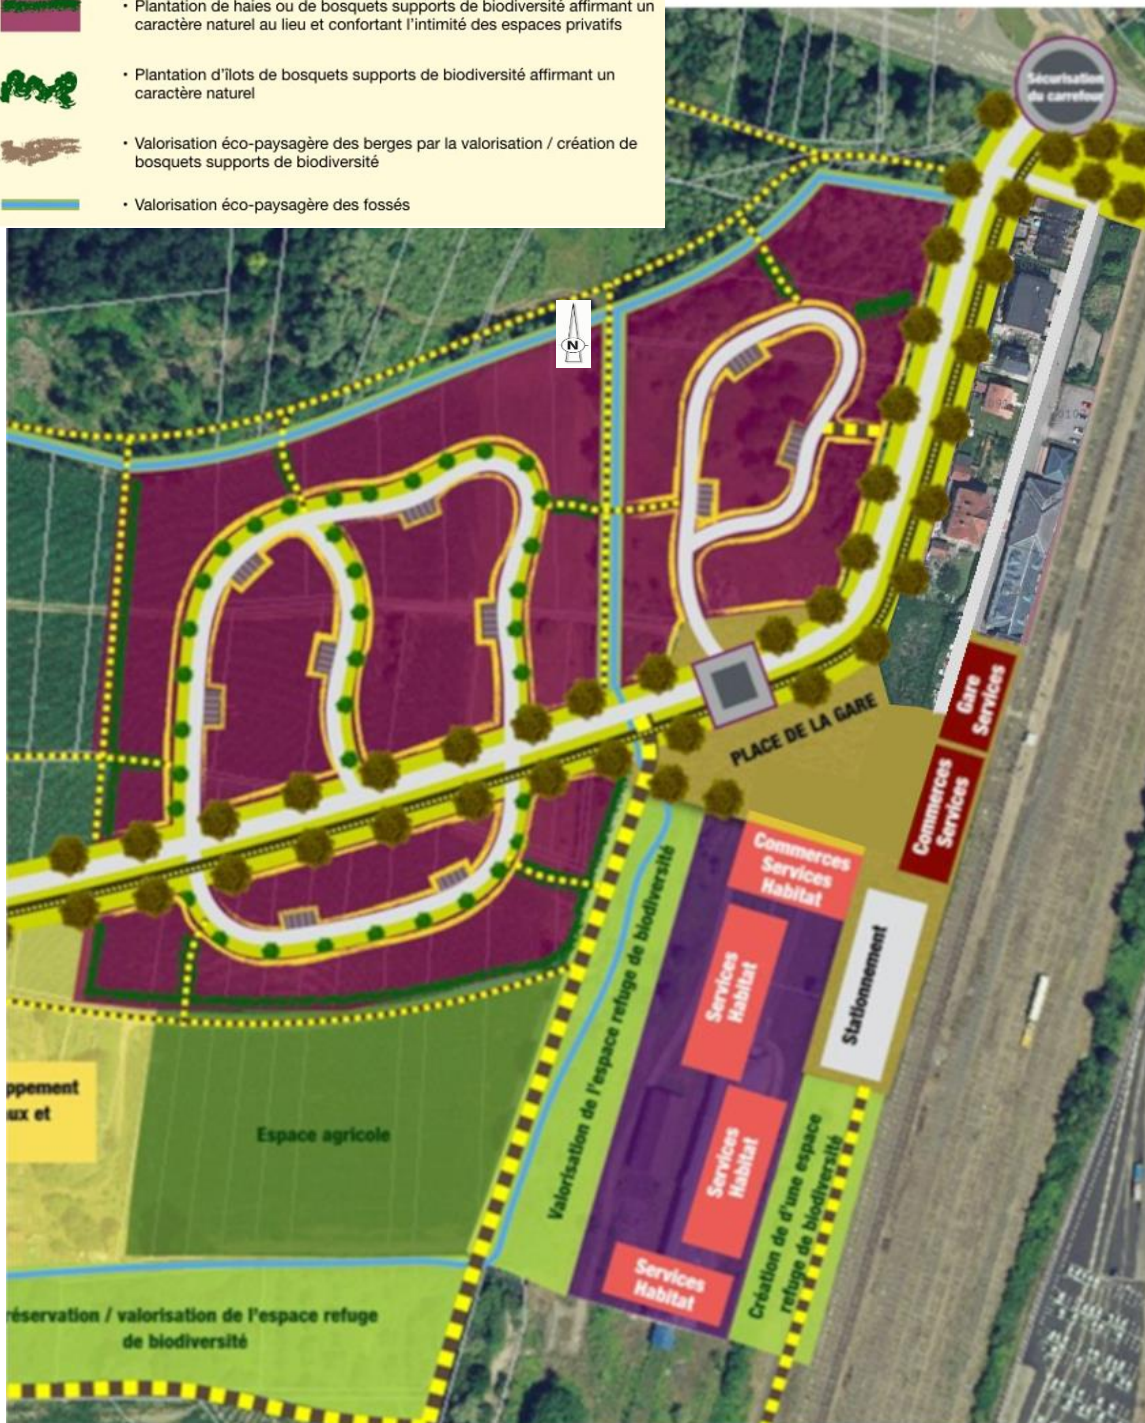 • Plantation de haies ou de bosquets supports de biodiversité affirmant un
caractère naturel au lieu et confortant l'intimité des espaces privatifs
• Plantation d'îlots de bosquets supports de biodiversité affirmant un
caractère naturel
• Valorisation éco-paysagère des berges par la valorisation / création de
bosquets supports de biodiversité
• Valorisation éco-paysagère des fossés
Sécurisation
du carrefour
N
Gare
Services
PLACE DE LA GARE
Commerces
Services
Commerces
Services
Habitat
Services
Habitat
Stationnement
Valorisation de l'espace refuge de biodiversité
ppement
ux et
Espace agricole
Services
Habitat
Création de d'une espace
refuge de biodiversité
Services
Habitat
réservation / valorisation de l'espace refuge
de biodiversité